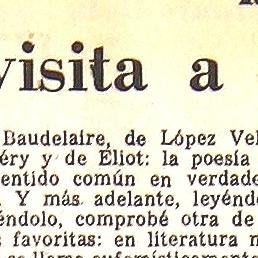 visita a
Baudelaire, de López Vel
éry y de Eliot: la poesía
entido común en verdade
. Y más adelante, leyénd
éndolo, comprobé otra de
s favoritas: en literatura n